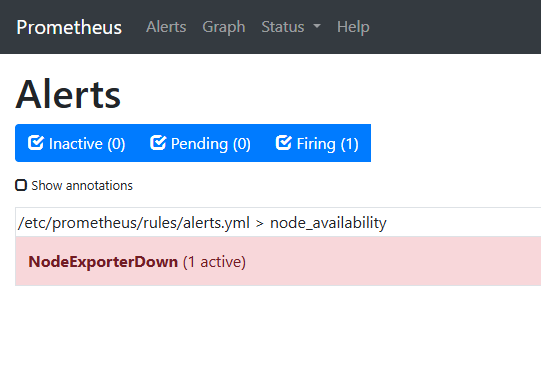 Prometheus Alerts Graph Status Help
Alerts
Inactive (0) Pending (0) Firing (1)
Show annotations
/etc/prometheus/rules/alerts.yml > node_availability
NodeExporterDown (1 active)